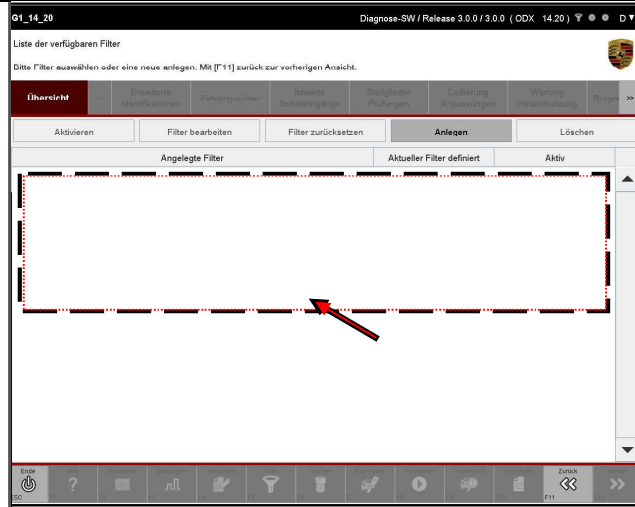 G1_14_20 Diagnose-SW / Release 3.0.0 / 3.0.0 ( ODX 14.20 ) D
Liste der verfügbaren Filter
Bitte Filter auswählen oder eine neue anlegen. Mit [F11] zurück zur vorherigen Ansicht.
Übersicht << Erweiterte Identifikationen Fehlerspeicher Istwerte Schalteingänge Stellglieder Prüfungen Codierung Anpassungen Wartung Instandsetzung >>
Aktivieren Filter bearbeiten Filter zurücksetzen Anlegen Löschen
Angelegte Filter Aktueller Filter definiert Aktiv
Ende Zurück
ESC F11